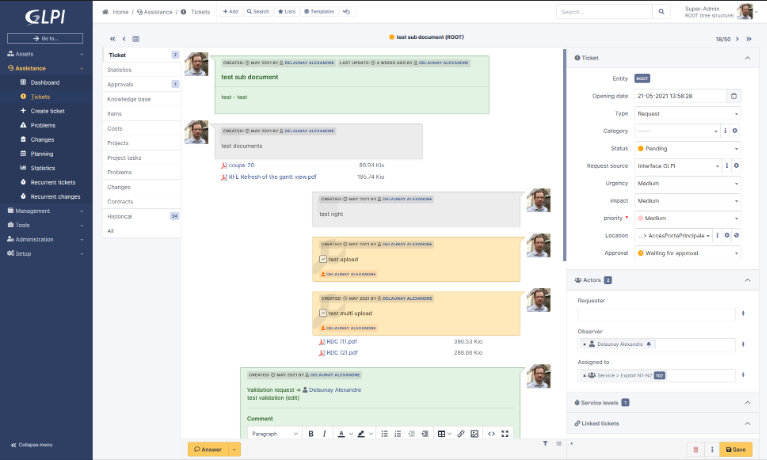 GLPI
Go to...
Assets
Assistance
Dashboard
Tickets
Create ticket
Problems
Changes
Planning
Statistics
Recurrent tickets
Recurrent changes
Management
Tools
Administration
Setup
Collapse menu
Home / Assistance / Tickets
Add
Search
Lists
Templates
Search...
Super-Admin
ROOT (tree structure)
test sub document (ROOT)
18/50
Ticket 7
Statistics
Approvals 1
Knowledge base
Items
Costs
Projects
Project tasks
Problems
Changes
Contracts
Historical 34
All
CREATED: MAY 2021 BY DELAUNAY ALEXANDRE LAST UPDATE: 4 WEEKS AGO BY DELAUNAY ALEXANDRE
test sub document
test - test
CREATED: MAY 2021 BY DELAUNAY ALEXANDRE
test documents
coupe-20 89.94 Kio
RFE Refresh of the gantt view.pdf 195.74 Kio
CREATED: MAY 2021 BY DELAUNAY ALEXANDRE
test right
CREATED: MAY 2021 BY DELAUNAY ALEXANDRE
test upload
DELAUNAY ALEXANDRE
CREATED: MAY 2021 BY DELAUNAY ALEXANDRE
test multi upload
DELAUNAY ALEXANDRE
RDC (1).pdf 390.53 Kio
RDC (2).pdf 288.68 Kio
CREATED: MAY 2021 BY DELAUNAY ALEXANDRE
Validation request → Delaunay Alexandre
test validation (edit)
Comment
Paragraph B I A
Answer
Ticket
Entity ROOT
Opening date 21-05-2021 13:58:28
Type Request
Category -----
Status Pending
Request source Interface GLPI
Urgency Medium
Impact Medium
priority * Medium
Location ...> AccèsPortePrincipale
Approval Waiting for approval
Actors
Requester
Observer
× Delaunay Alexandre
Assigned to
× Service > Exploit N1-N2
Service levels 1
Linked tickets
Save